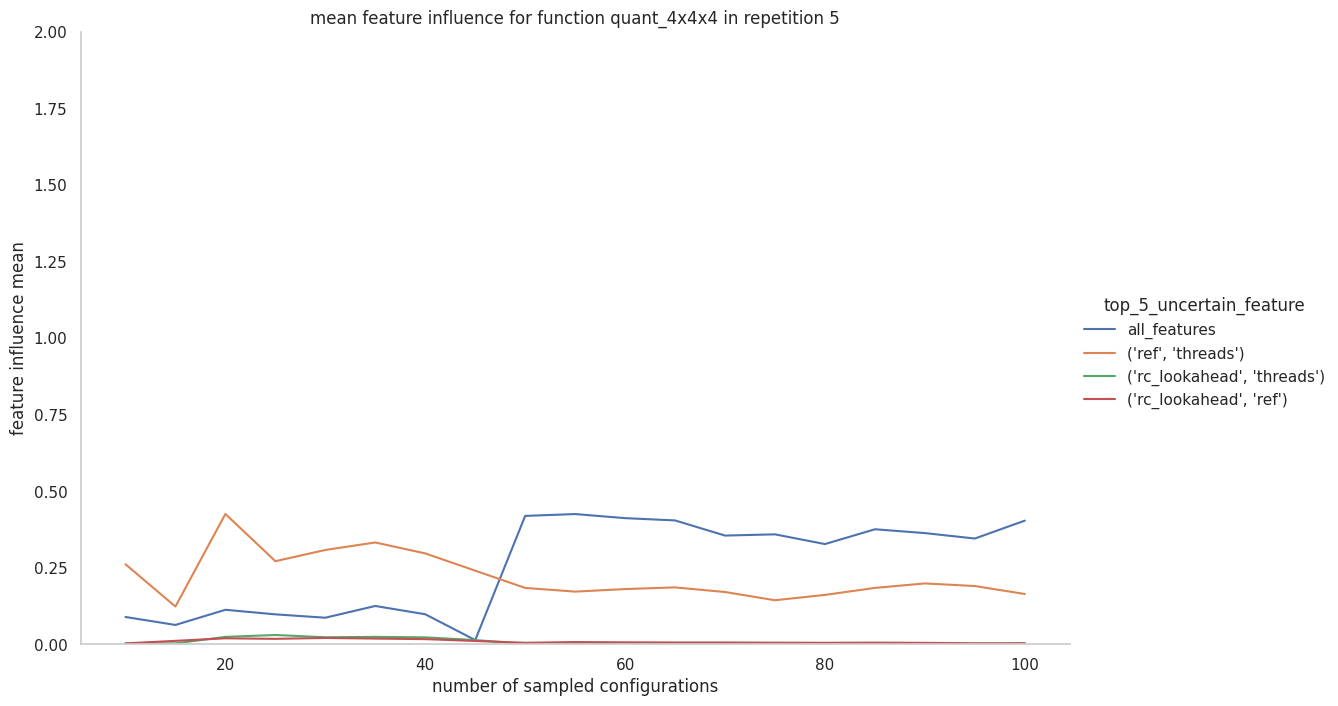 mean feature influence for function quant_4x4x4 in repetition 5
2.00
1.75
1.50
1.25
1.00
0.75
0.50
0.25
0.00
feature influence mean
20
40
60
80
100
number of sampled configurations
top_5_uncertain_feature
all_features
('ref', 'threads')
('rc_lookahead', 'threads')
('rc_lookahead', 'ref')